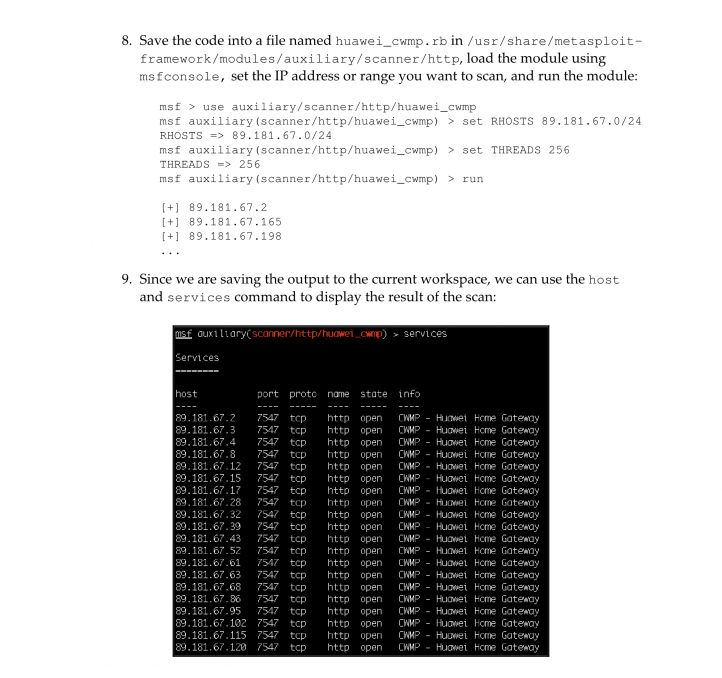 8. Save the code into a file named huawei_cwmp.rb in /usr/share/metasploit-
framework/modules/auxiliary/scanner/http, load the module using
msfconsole, set the IP address or range you want to scan, and run the module:
msf > use auxiliary/scanner/http/huawei_cwmp
msf auxiliary(scanner/http/huawei_cwmp) > set RHOSTS 89.181.67.0/24
RHOSTS => 89.181.67.0/24
msf auxiliary(scanner/http/huawei_cwmp) > set THREADS 256
THREADS => 256
msf auxiliary(scanner/http/huawei_cwmp) > run
[+] 89.181.67.2
[+] 89.181.67.165
[+] 89.181.67.198
...
9. Since we are saving the output to the current workspace, we can use the host
and services command to display the result of the scan:
msf auxiliary(scanner/http/huawei_cwmp) > services
Services
========
host port proto name state info
---- ---- ----- ---- ----- ----
89.181.67.2 7547 tcp http open CWMP - Huawei Home Gateway
89.181.67.3 7547 tcp http open CWMP - Huawei Home Gateway
89.181.67.4 7547 tcp http open CWMP - Huawei Home Gateway
89.181.67.8 7547 tcp http open CWMP - Huawei Home Gateway
89.181.67.12 7547 tcp http open CWMP - Huawei Home Gateway
89.181.67.15 7547 tcp http open CWMP - Huawei Home Gateway
89.181.67.17 7547 tcp http open CWMP - Huawei Home Gateway
89.181.67.28 7547 tcp http open CWMP - Huawei Home Gateway
89.181.67.32 7547 tcp http open CWMP - Huawei Home Gateway
89.181.67.39 7547 tcp http open CWMP - Huawei Home Gateway
89.181.67.43 7547 tcp http open CWMP - Huawei Home Gateway
89.181.67.52 7547 tcp http open CWMP - Huawei Home Gateway
89.181.67.61 7547 tcp http open CWMP - Huawei Home Gateway
89.181.67.63 7547 tcp http open CWMP - Huawei Home Gateway
89.181.67.68 7547 tcp http open CWMP - Huawei Home Gateway
89.181.67.86 7547 tcp http open CWMP - Huawei Home Gateway
89.181.67.95 7547 tcp http open CWMP - Huawei Home Gateway
89.181.67.102 7547 tcp http open CWMP - Huawei Home Gateway
89.181.67.115 7547 tcp http open CWMP - Huawei Home Gateway
89.181.67.120 7547 tcp http open CWMP - Huawei Home Gateway